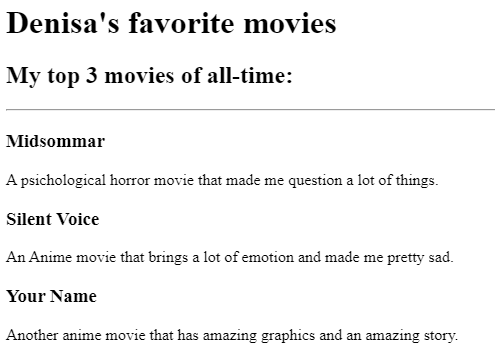 Denisa's favorite movies
My top 3 movies of all-time:
Midsommar
A psichological horror movie that made me question a lot of things.
Silent Voice
An Anime movie that brings a lot of emotion and made me pretty sad.
Your Name
Another anime movie that has amazing graphics and an amazing story.